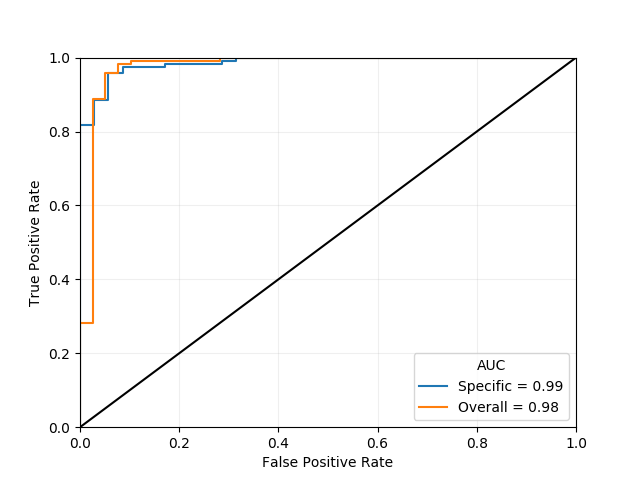 1.0
0.8
0.6
0.4
0.2
0.0
True Positive Rate
AUC
Specific = 0.99
Overall = 0.98
0.0 0.2 0.4 0.6 0.8 1.0
False Positive Rate